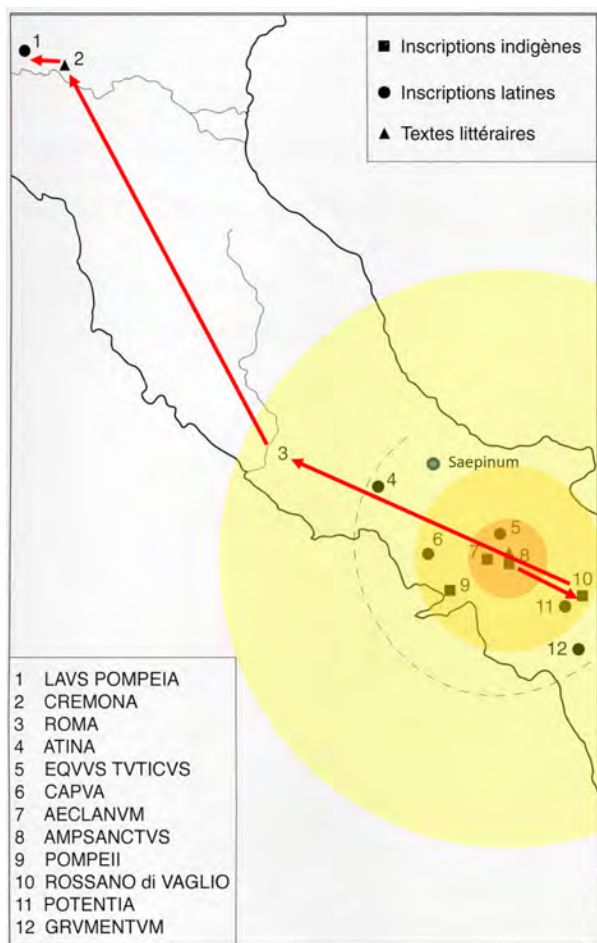 1
2
Inscriptions indigènes
Inscriptions latines
Textes littéraires
3
4
Saepinum
5
6
7
8
9
10
11
12
1 LAVS POMPEIA
2 CREMONA
3 ROMA
4 ATINA
5 EQVVS TVTICVS
6 CAPVA
7 AECLANVM
8 AMPSANCTVS
9 POMPEII
10 ROSSANO di VAGLIO
11 POTENTIA
12 GRVMENTVM